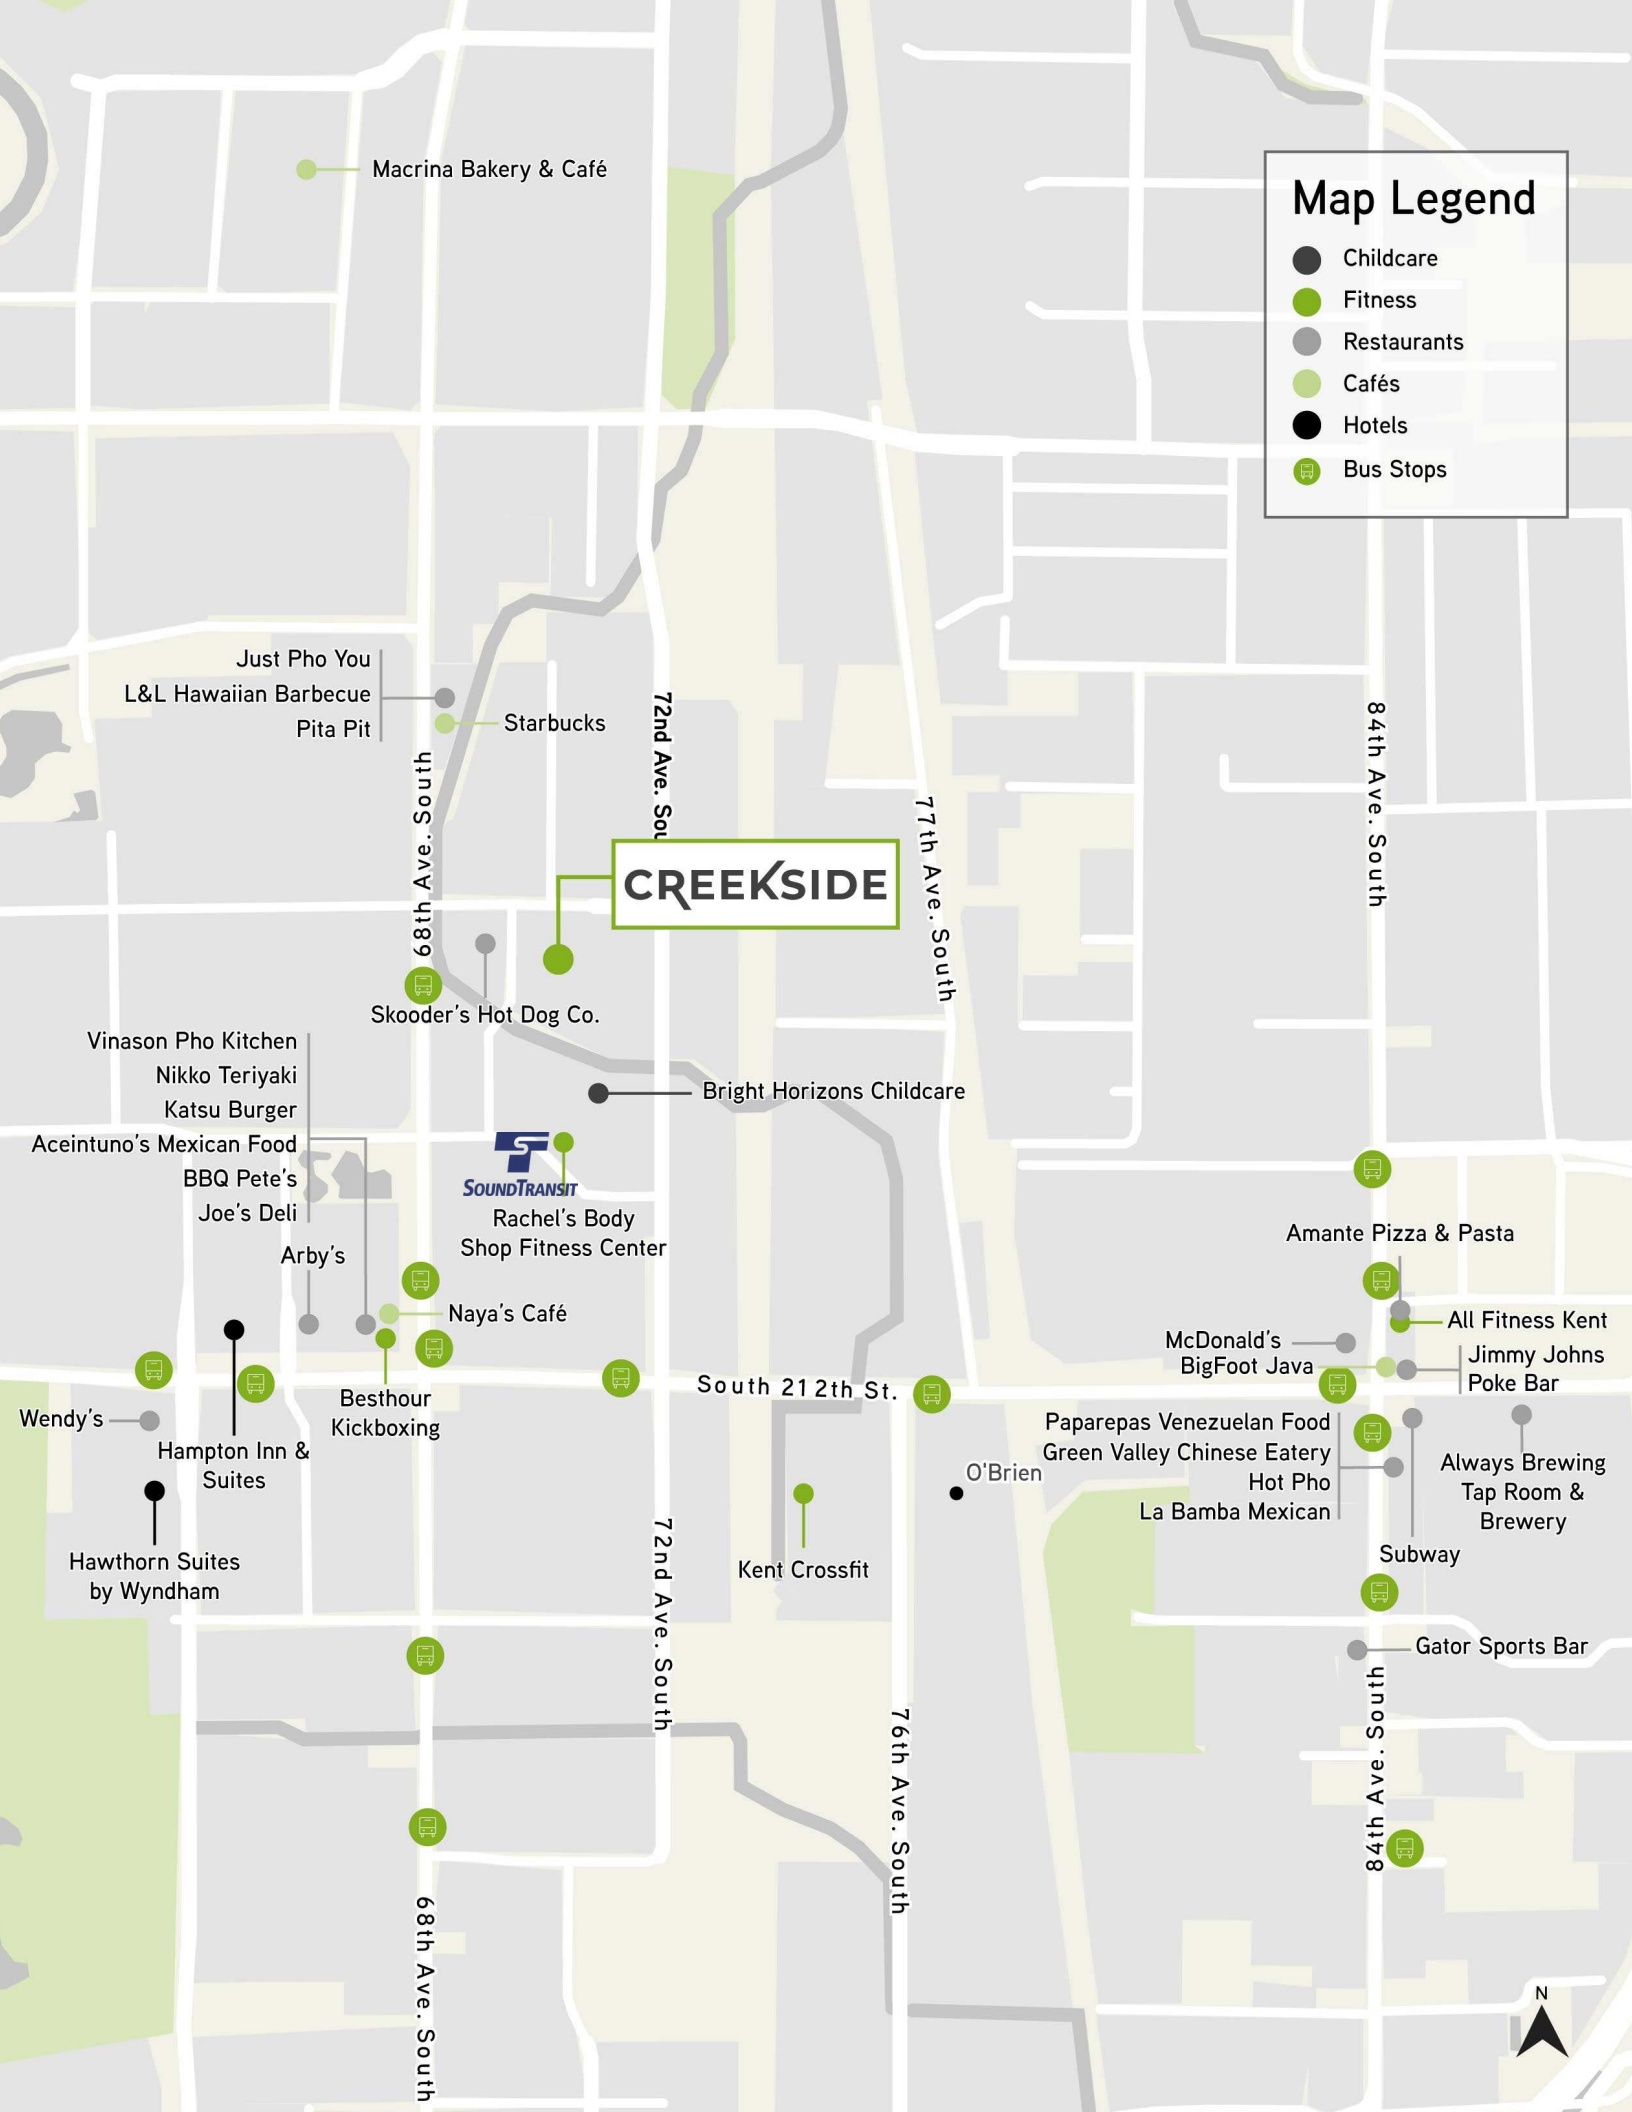 Macrina Bakery & Café
Map Legend
Childcare
Fitness
Restaurants
Cafés
Hotels
Bus Stops
Just Pho You
L&L Hawaiian Barbecue
Pita Pit
Starbucks
68th Ave. South
72nd Ave. Sou
77th Ave. South
84th Ave. South
CREEKSIDE
Skooder's Hot Dog Co.
Vinason Pho Kitchen
Nikko Teriyaki
Katsu Burger
Aceintuno's Mexican Food
BBQ Pete's
Joe's Deli
Arby's
Bright Horizons Childcare
SOUNDTRANSIT
Rachel's Body
Shop Fitness Center
Naya's Café
Besthour
Kickboxing
Wendy's
Hampton Inn &
Suites
Hawthorn Suites
by Wyndham
South 212th St.
Kent Crossfit
O'Brien
Amante Pizza & Pasta
All Fitness Kent
McDonald's
BigFoot Java
Jimmy Johns
Poke Bar
Paparepas Venezuelan Food
Green Valley Chinese Eatery
Hot Pho
La Bamba Mexican
Always Brewing
Tap Room &
Brewery
Subway
Gator Sports Bar
72nd Ave. South
76th Ave. South
84th Ave. South
68th Ave. South
N